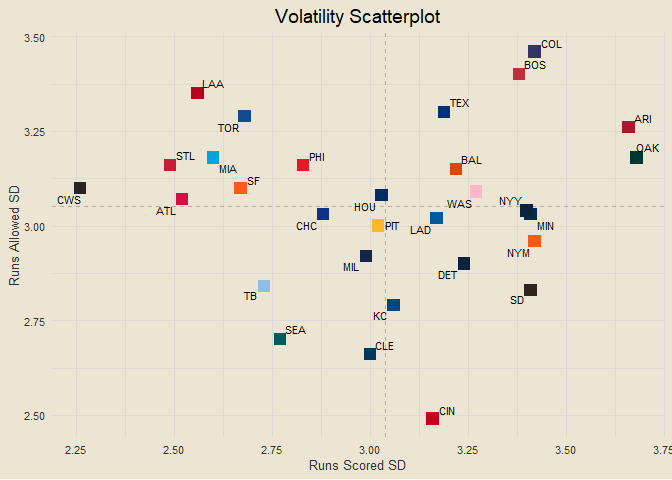 Volatility Scatterplot
3.50
COL
BOS
LAA
3.25
TEX
ARI
TOR
OAK
STL
PHI
BAL
MIA
SF
CWS
WAS
NYY
ATL
HOU
3.00
CHC
PIT
LAD
MIN
NYM
MIL
DET
TB
SD
2.75
KC
SEA
CLE
2.50
CIN
2.25 2.50 2.75 3.00 3.25 3.50 3.75
Runs Scored SD
Runs Allowed SD